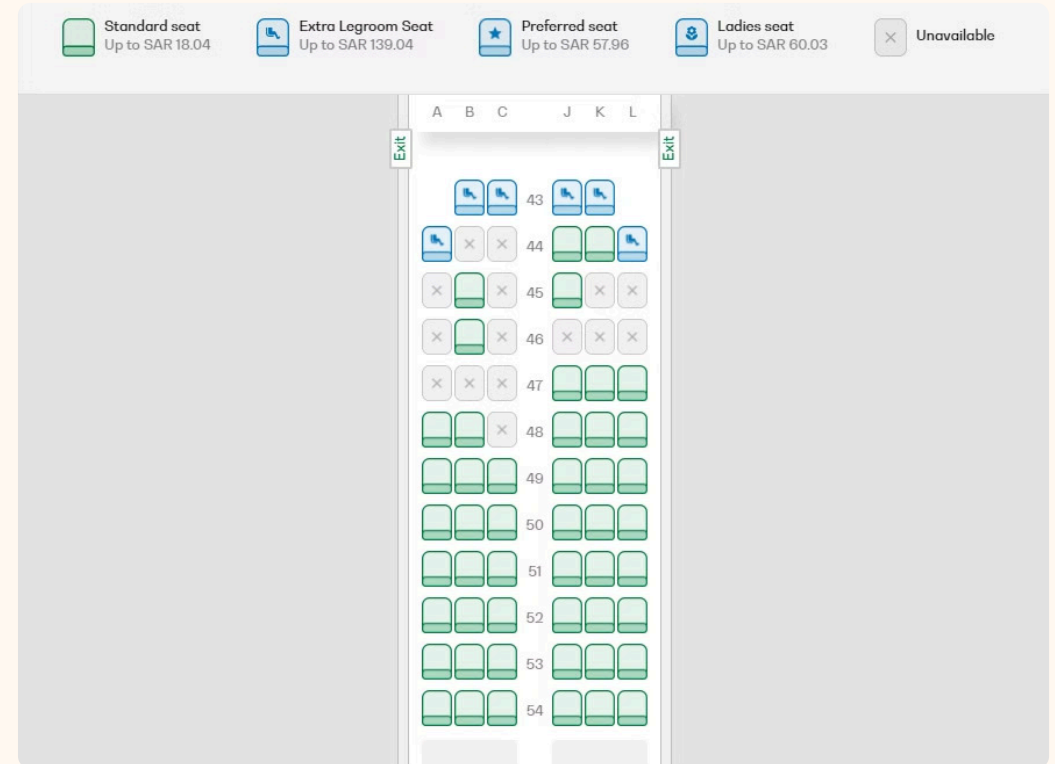 Standard seat
Up to SAR 18.04
Extra Legroom Seat
Up to SAR 139.04
Preferred seat
Up to SAR 57.96
Ladies seat
Up to SAR 60.03
Unavailable
A B C J K L
Exit
Exit
43
44
45
46
47
48
49
50
51
52
53
54